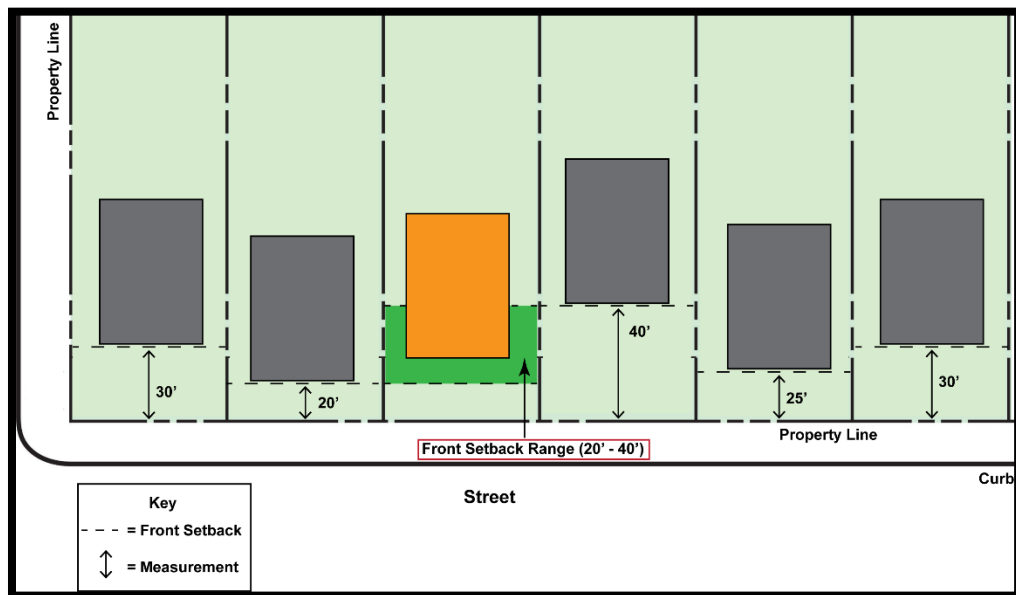 Property Line
40’
30’
20’
25’
30’
Property Line
Front Setback Range (20’ - 40’)
Curb
Street
Key
= Front Setback
= Measurement